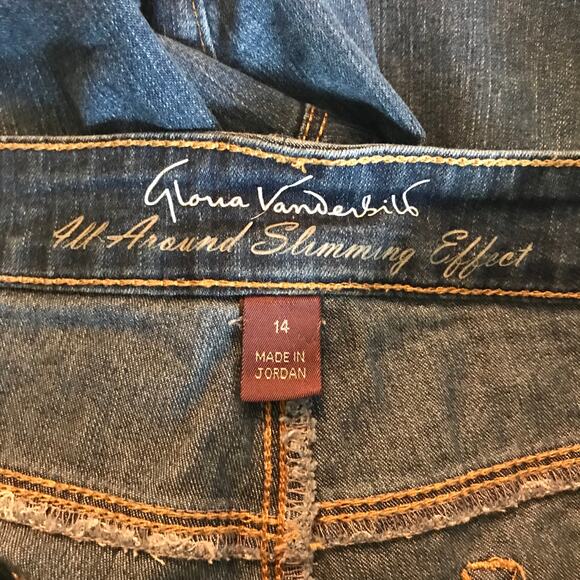 Gloria Vanderbilt
All Around Slimming Effect
14
MADE IN
JORDAN